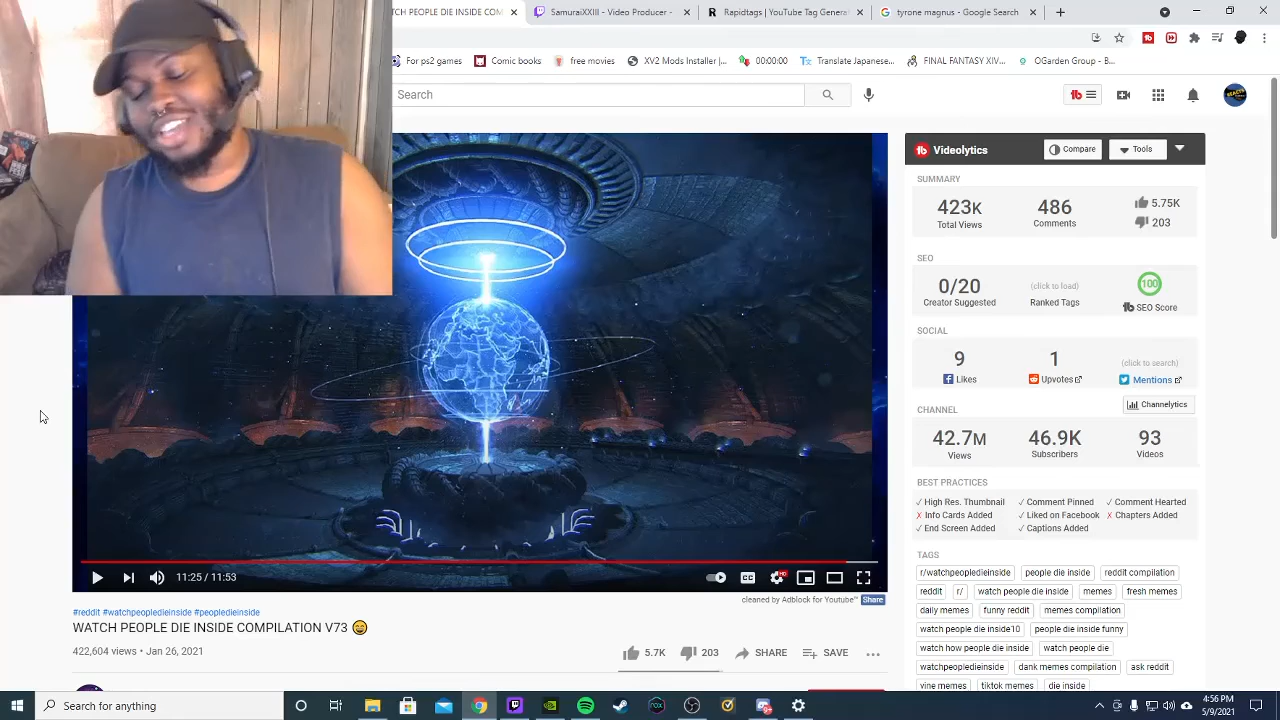 TCH PEOPLE DIE INSIDE COM
SamuraiXXIII - Video Producer -
Rapidtags | YouTube Tag Genera
tyrone magnus - Google Search
For ps2 games
Comic books
free movies
XV2 Mods Installer |...
00:00:00
Translate Japanese...
FINAL FANTASY XIV...
OGarden Group - G...
Search
Videolytics
Compare
Tools
SUMMARY
423K
Total Views
486
Comments
5.75K
203
SEO
0/20
Creator Suggested
(click to load)
Ranked Tags
100
SEO Score
SOCIAL
9
Likes
1
Upvotes
(click to search)
Mentions
Channelytics
CHANNEL
42.7M
Views
46.9K
Subscribers
93
Videos
BEST PRACTICES
✓ High Res. Thumbnail ✓ Comment Pinned ✓ Comment Hearted
✗ Info Cards Added ✓ Liked on Facebook ✗ Chapters Added
✓ End Screen Added ✓ Captions Added
TAGS
r/watchpeopledieinside people die inside reddit compilation
reddit r/ watch people die inside memes fresh memes
daily memes funny reddit memes compilation
watch people die inside'10 people die inside funny
watch how people die inside watch people die
watchpeopledieinside dank memes compilation ask reddit
vine memes tiktok memes die inside
11:25 / 11:53
CC
cleaned by Adblock for Youtube™ Share
#reddit #watchpeopledieinside #peopledieinside
WATCH PEOPLE DIE INSIDE COMPILATION V73 😄
422,604 views • Jan 26, 2021
5.7K 203 SHARE SAVE
Search for anything
4:56 PM
5/9/2021